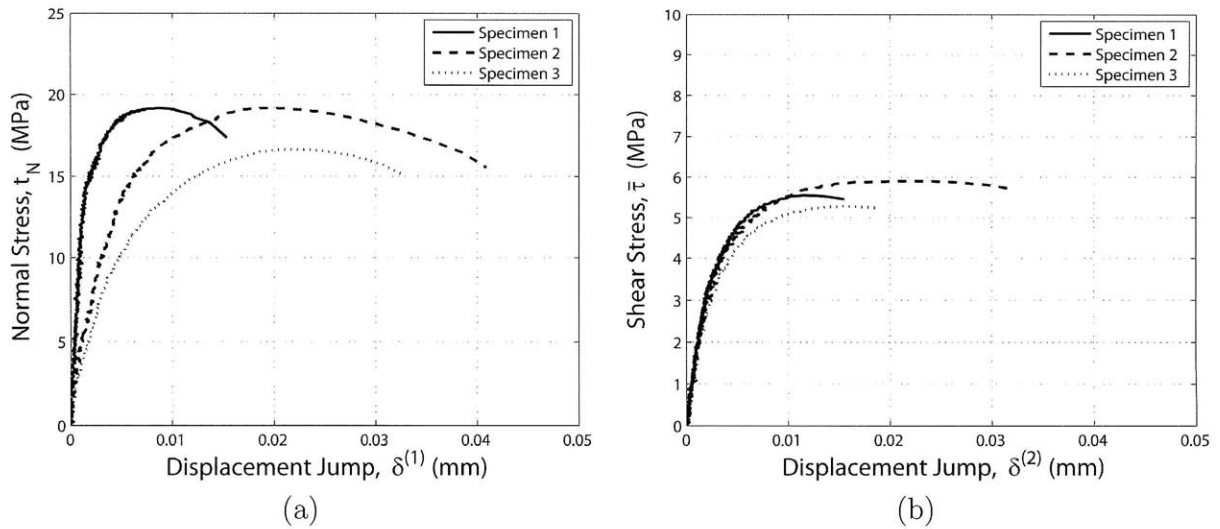 25
20
15
10
5
0
Normal Stress, t_N (MPa)
Specimen 1
Specimen 2
Specimen 3
0 0.01 0.02 0.03 0.04 0.05
Displacement Jump, δ^(1) (mm)
(a)
10
9
8
7
6
5
4
3
2
1
0
Shear Stress, τ̄ (MPa)
Specimen 1
Specimen 2
Specimen 3
0 0.01 0.02 0.03 0.04 0.05
Displacement Jump, δ^(2) (mm)
(b)